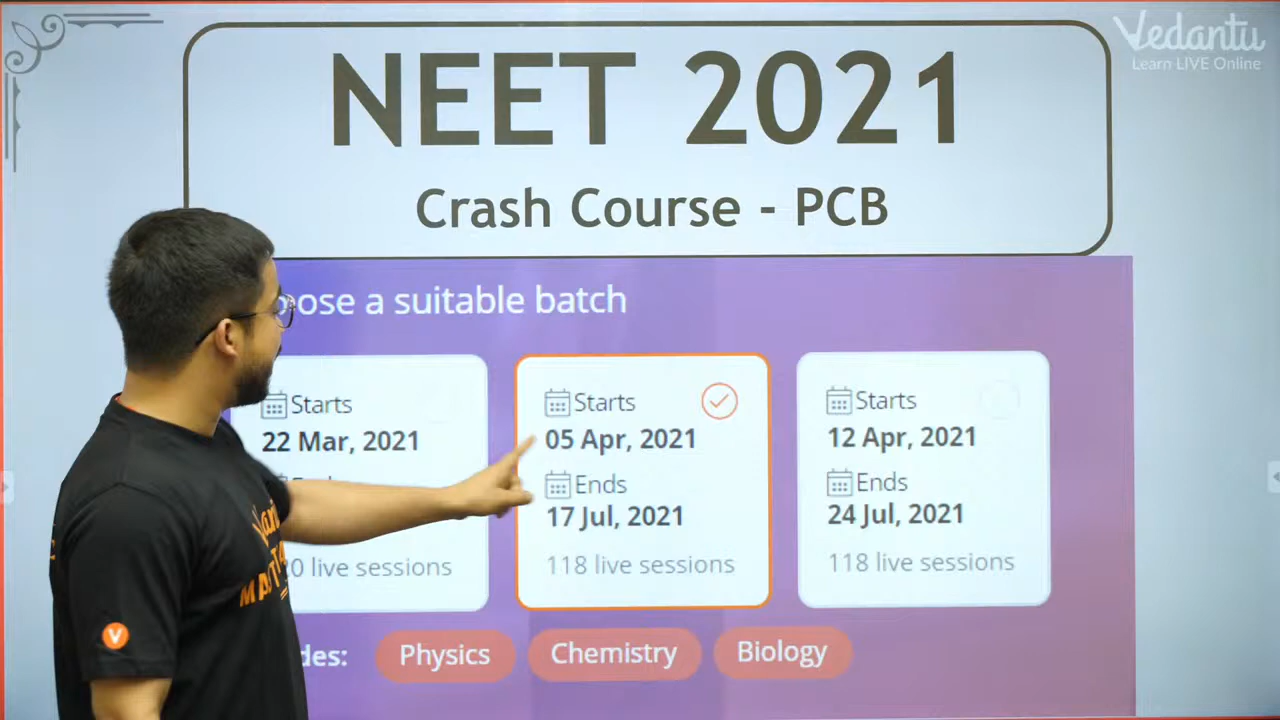 Vedantu
Learn LIVE Online
NEET 2021
Crash Course - PCB
a suitable batch
Starts
22 Mar, 2021
Starts
05 Apr, 2021
Ends
17 Jul, 2021
118 live sessions
Starts
12 Apr, 2021
Ends
24 Jul, 2021
118 live sessions
live sessions
Physics
Chemistry
Biology
V